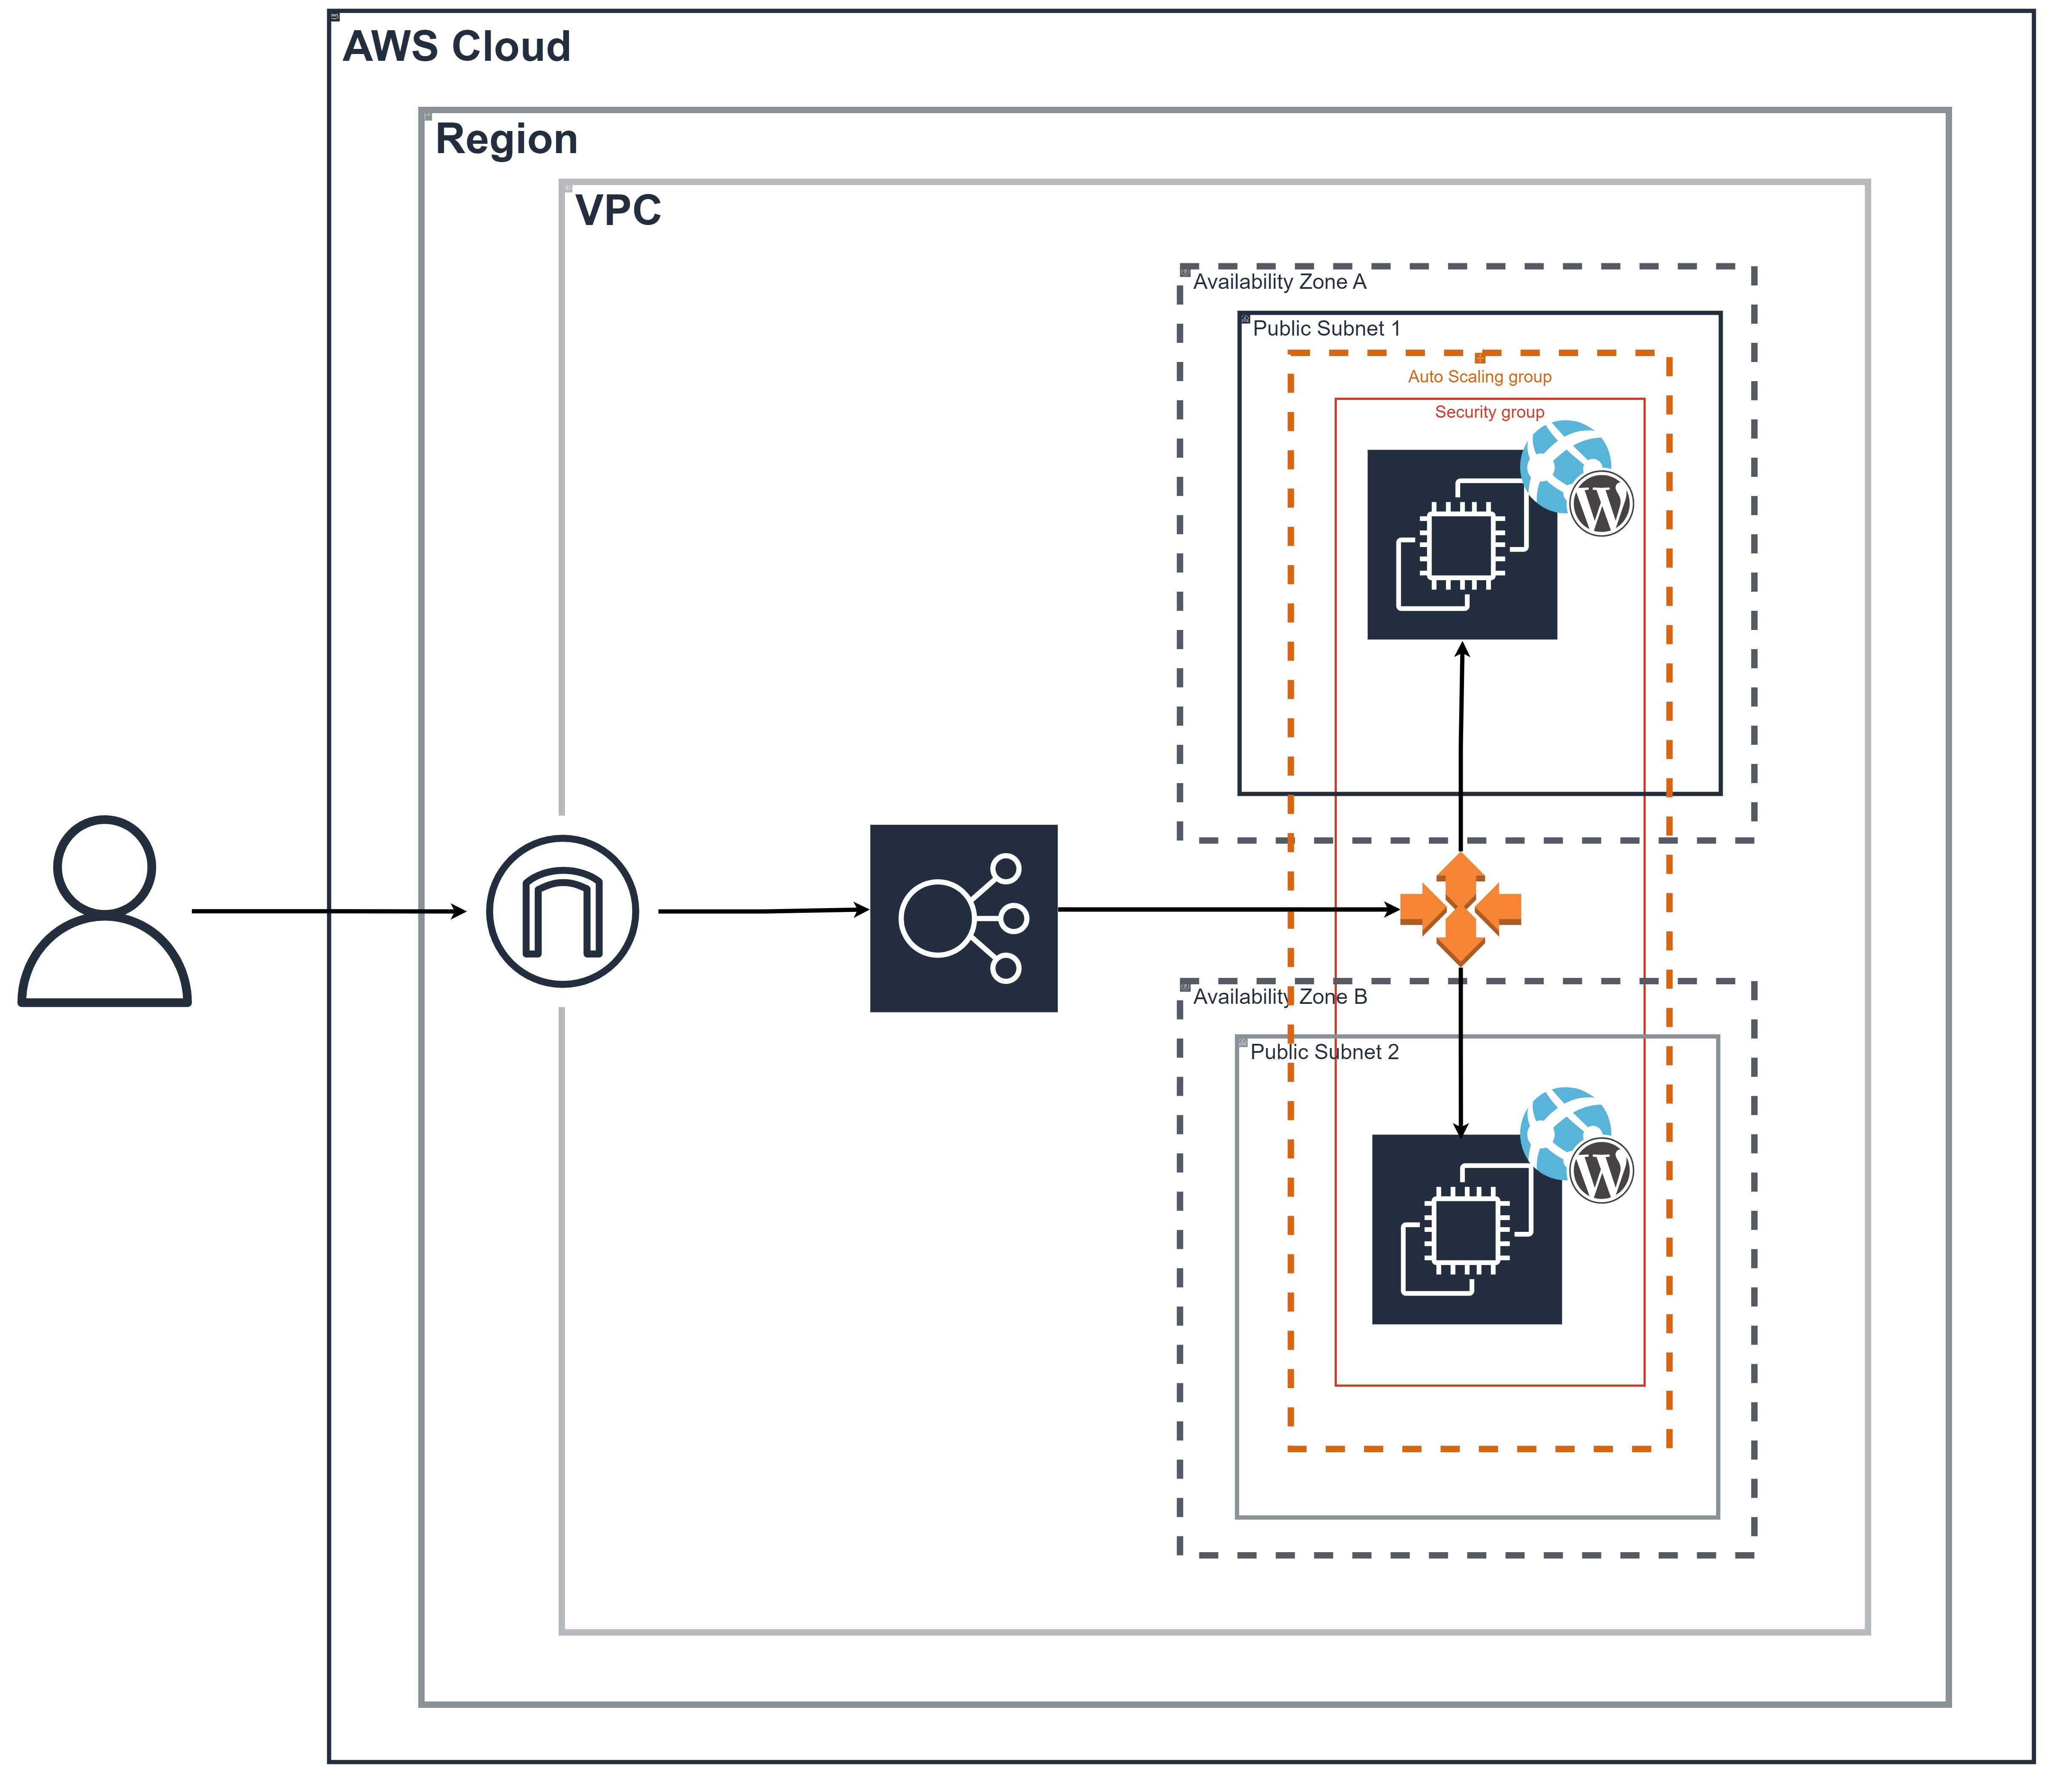 AWS Cloud
Region
VPC
Availability Zone A
Public Subnet 1
Auto Scaling group
Security group
Availability Zone B
Public Subnet 2